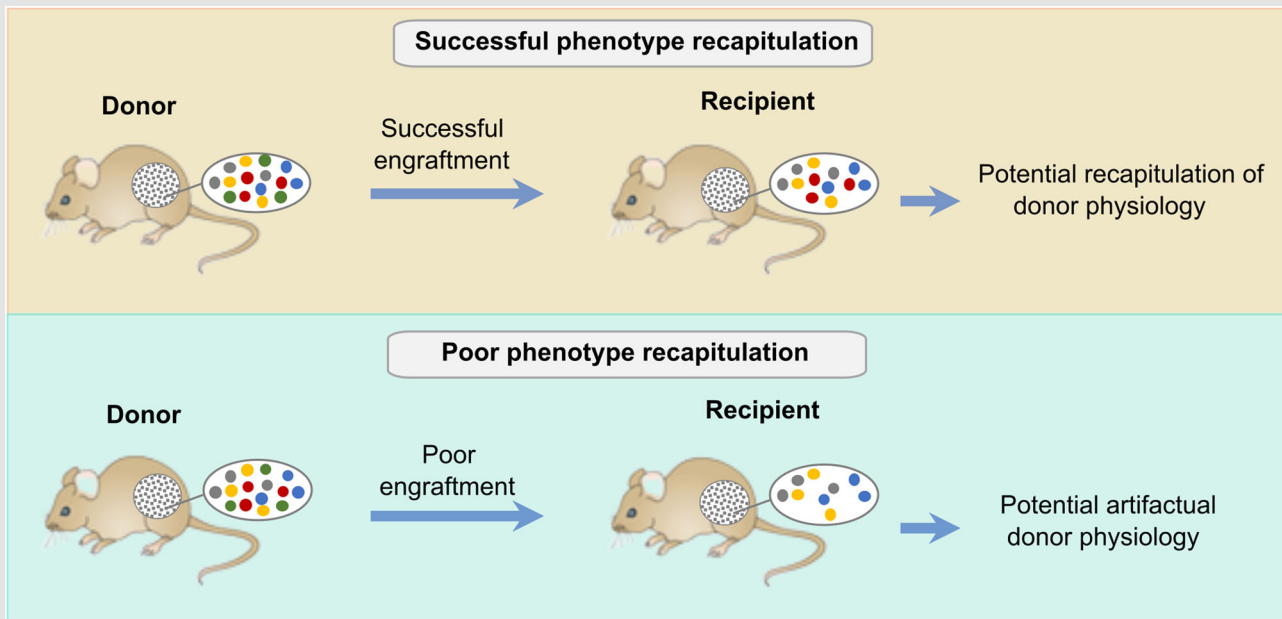 Successful phenotype recapitulation
Donor
Recipient
Successful
engraftment
Potential recapitulation of
donor physiology
Poor phenotype recapitulation
Donor
Recipient
Poor
engraftment
Potential artifactual
donor physiology